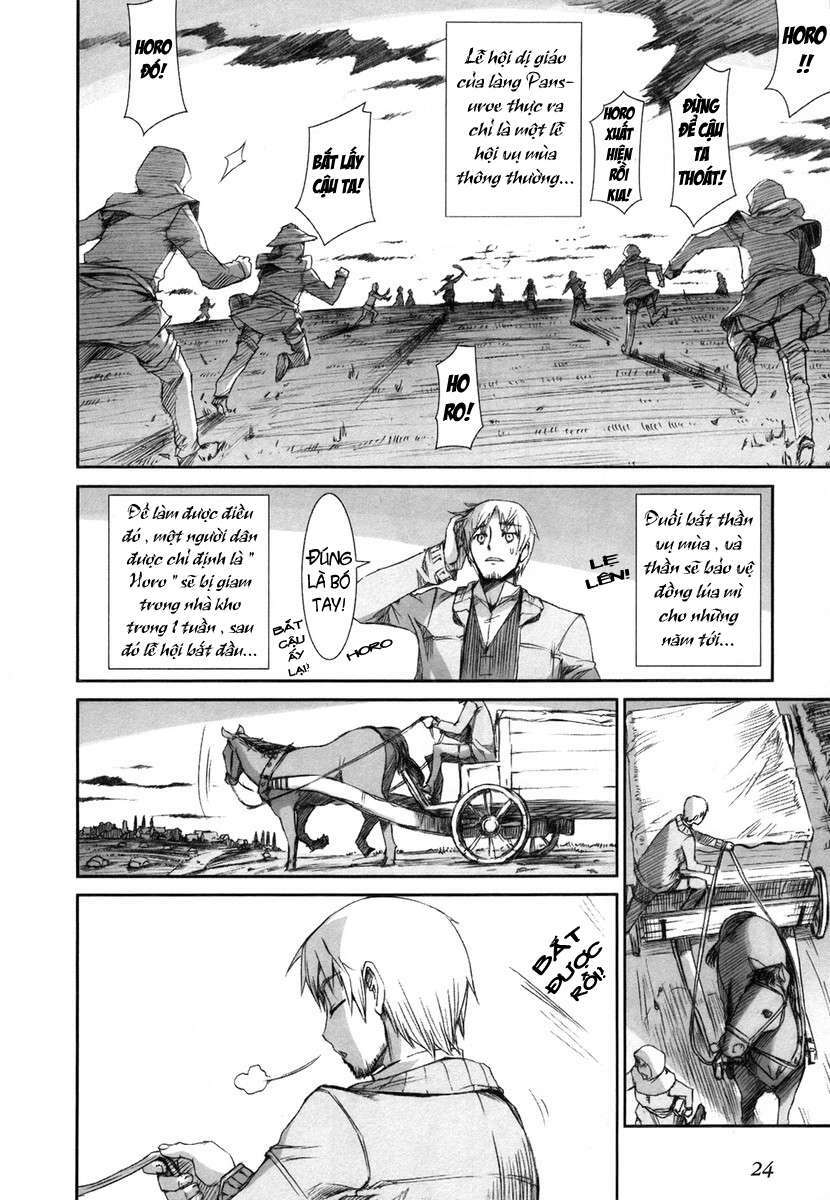 HORO
!!
ĐỪNG
ĐỂ CẬU
TA
THOÁT!
HORO
XUẤT
HIỆN
RỒI
KIA!
Lễ hội dị giáo
của làng Pans-
uroe thực ra
chỉ là một lễ
hội vụ mùa
thông thường...
BẮT LẤY
CẬU TA!
HORO
ĐÓ!
HO
RO!
Đuổi bắt thần
vụ mùa , và
thần sẽ bảo vệ
đồng lúa mì
cho những
năm tới...
LẸ
LÊN!
ĐÚNG
LÀ BÓ
TAY!
HORO
BẮT
CẬU
ẤY
LẠI!
Để làm được điều
đó , một người dân
được chỉ định là "
Horo " sẽ bị giam
trong nhà kho
trong 1 tuần , sau
đó lễ hội bắt đầu...
BẮT
ĐƯỢC
RỒI!
24